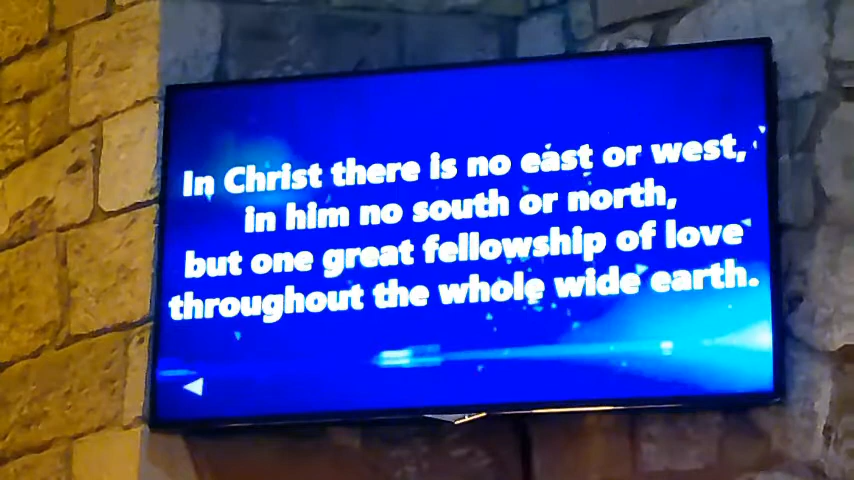 In Christ there is no east or west,
in him no south or north,
but one great fellowship of love
throughout the whole wide earth.